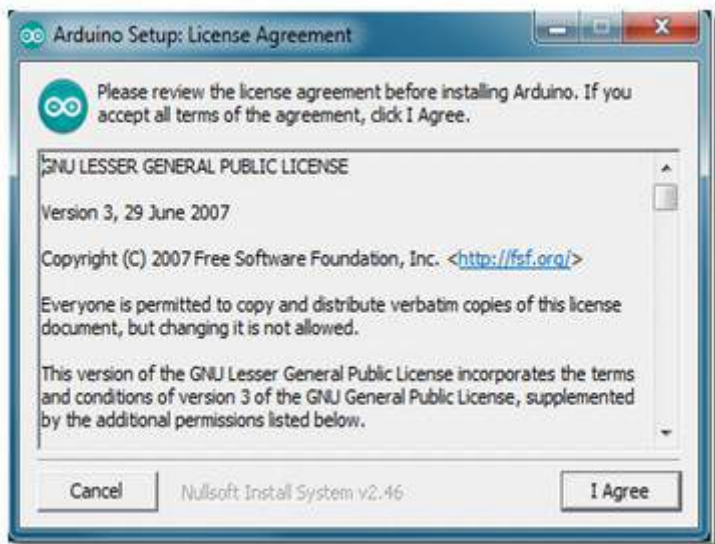 Arduino Setup: License Agreement
Please review the license agreement before installing Arduino. If you
accept all terms of the agreement, click I Agree.
GNU LESSER GENERAL PUBLIC LICENSE
Version 3, 29 June 2007
Copyright (C) 2007 Free Software Foundation, Inc. <http://fsf.org/>
Everyone is permitted to copy and distribute verbatim copies of this license
document, but changing it is not allowed.
This version of the GNU Lesser General Public License incorporates the terms
and conditions of version 3 of the GNU General Public License, supplemented
by the additional permissions listed below.
Cancel
Nullsoft Install System v2.46
I Agree